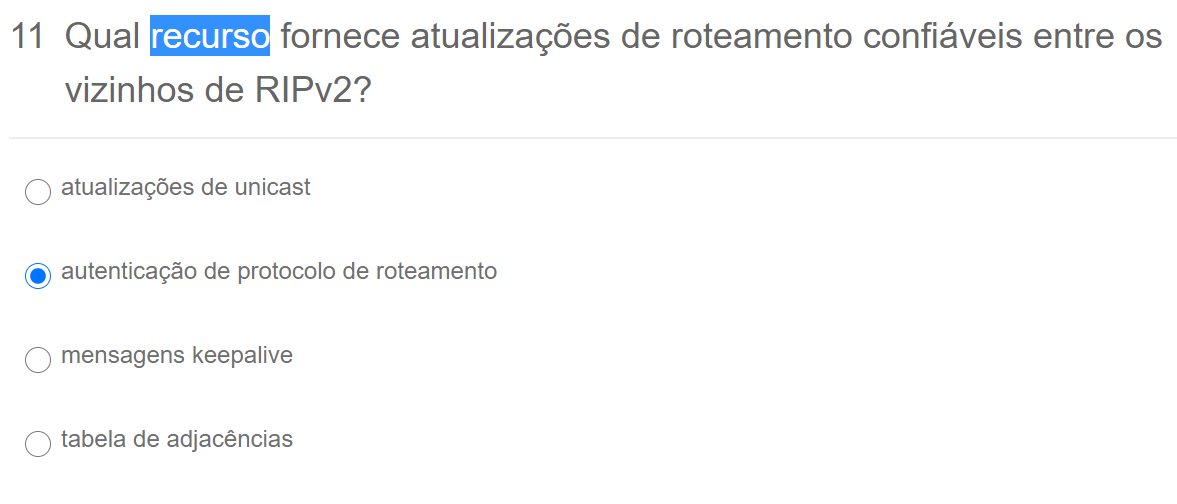 11 Qual recurso fornece atualizações de roteamento confiáveis entre os
vizinhos de RIPv2?
atualizações de unicast
autenticação de protocolo de roteamento
mensagens keepalive
tabela de adjacências